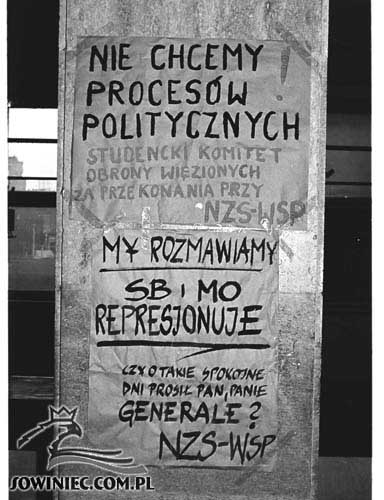 NIE CHCEMY
PROCESÓW !
POLITYCZNYCH
STUDENCKI KOMITET
OBRONY WIĘZIONYCH
ZA PRZEKONANIA PRZY
NZS-WSP
MY ROZMAWIAMY
SB i MO
REPRESJONUJE
CZY O TAKIE SPOKOJNE
DNI PROSIŁ PAN, PANIE
GENERALE?
NZS-WSP
SOWINIEC.COM.PL